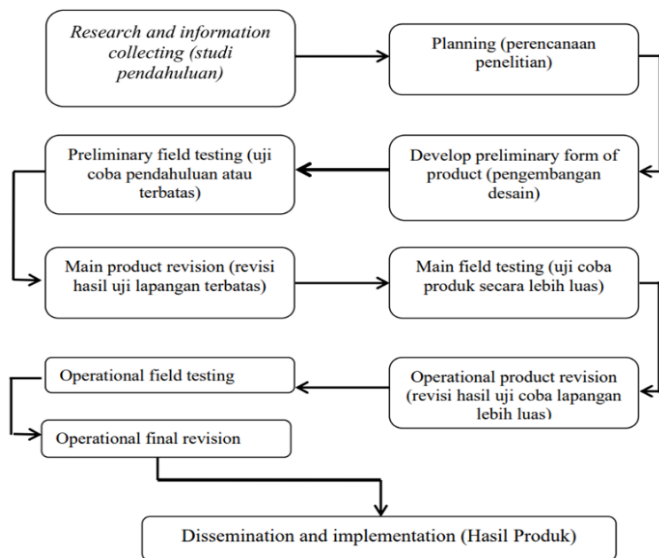 Research and information
collecting (studi
pendahuluan)
Planning (perencanaan
penelitian)
Develop preliminary form of
product (pengembangan
desain)
Preliminary field testing (uji
coba pendahuluan atau
terbatas)
Main product revision (revisi
hasil uji lapangan terbatas)
Main field testing (uji coba
produk secara lebih luas)
Operational product revision
(revisi hasil uji coba lapangan
lebih luas)
Operational field testing
Operational final revision
Dissemination and implementation (Hasil Produk)